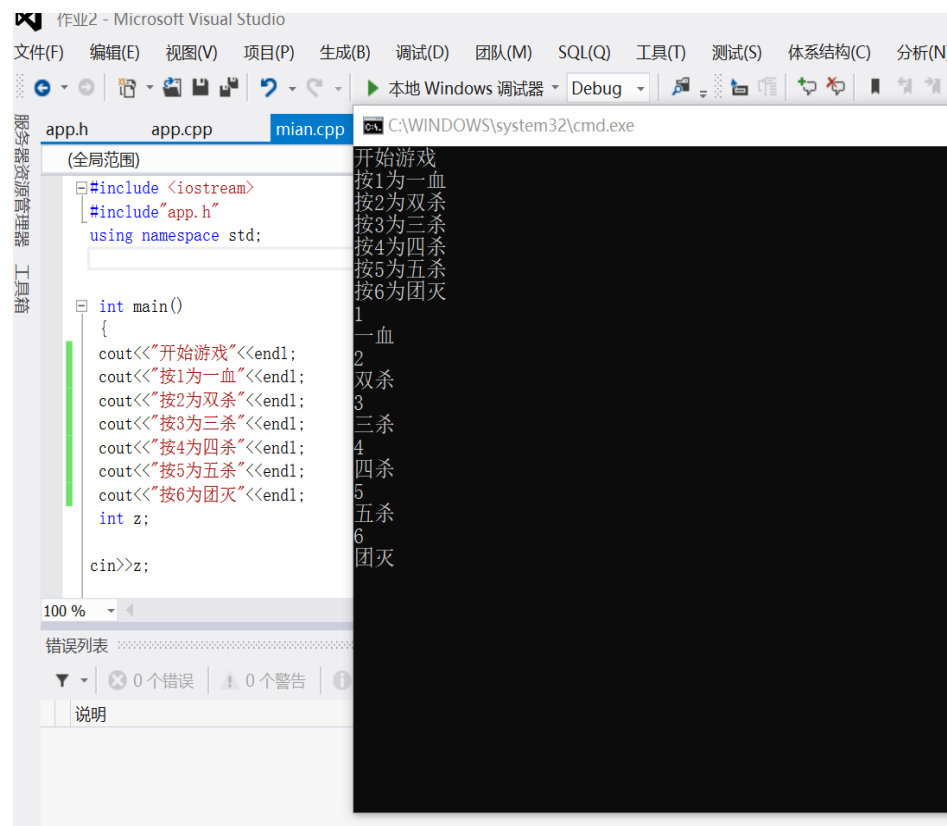 作业2 - Microsoft Visual Studio
文件(F) 编辑(E) 视图(V) 项目(P) 生成(B) 调试(D) 团队(M) SQL(Q) 工具(T) 测试(S) 体系结构(C) 分析(N
本地 Windows 调试器 Debug
服务器资源管理器
工具箱
app.h app.cpp mian.cpp
(全局范围)
#include <iostream>
#include"app.h"
using namespace std;
int main()
{
cout<<"开始游戏"<<endl;
cout<<"按1为一血"<<endl;
cout<<"按2为双杀"<<endl;
cout<<"按3为三杀"<<endl;
cout<<"按4为四杀"<<endl;
cout<<"按5为五杀"<<endl;
cout<<"按6为团灭"<<endl;
int z;
cin>>z;
100 %
错误列表
0 个错误 0 个警告
说明
C:\WINDOWS\system32\cmd.exe
开始游戏
按1为一血
按2为双杀
按3为三杀
按4为四杀
按5为五杀
按6为团灭
1
一血
2
双杀
3
三杀
4
四杀
5
五杀
6
团灭